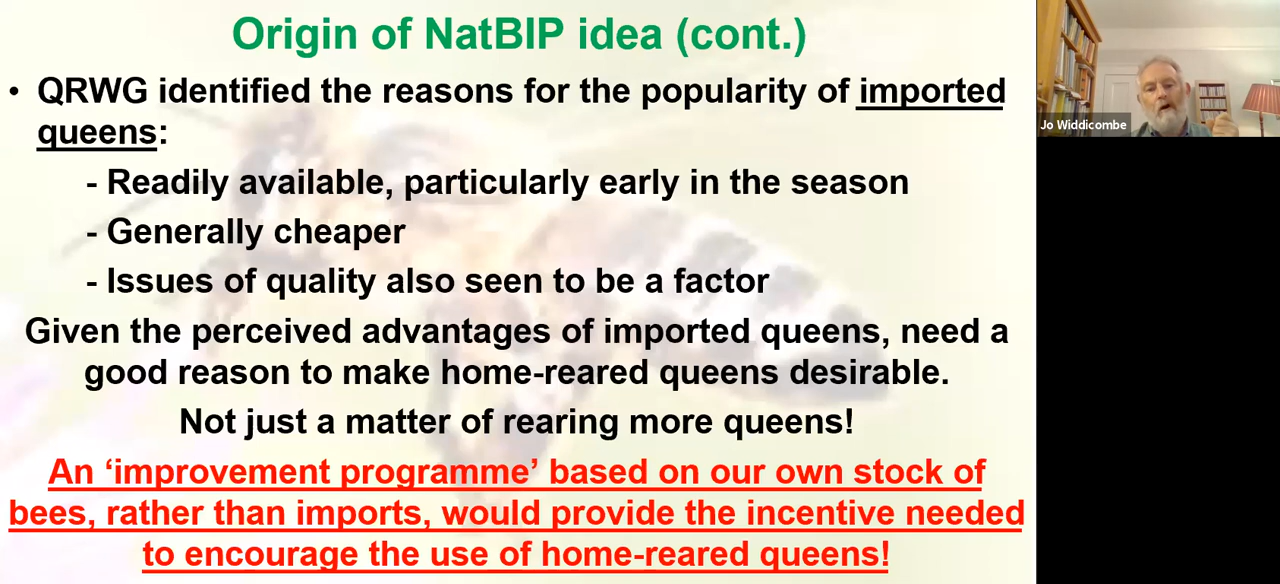 Origin of NatBIP idea (cont.)
• QRWG identified the reasons for the popularity of imported
queens:
- Readily available, particularly early in the season
- Generally cheaper
- Issues of quality also seen to be a factor
Given the perceived advantages of imported queens, need a
good reason to make home-reared queens desirable.
Not just a matter of rearing more queens!
An ‘improvement programme’ based on our own stock of
bees, rather than imports, would provide the incentive needed
to encourage the use of home-reared queens!
Jo Widdicombe